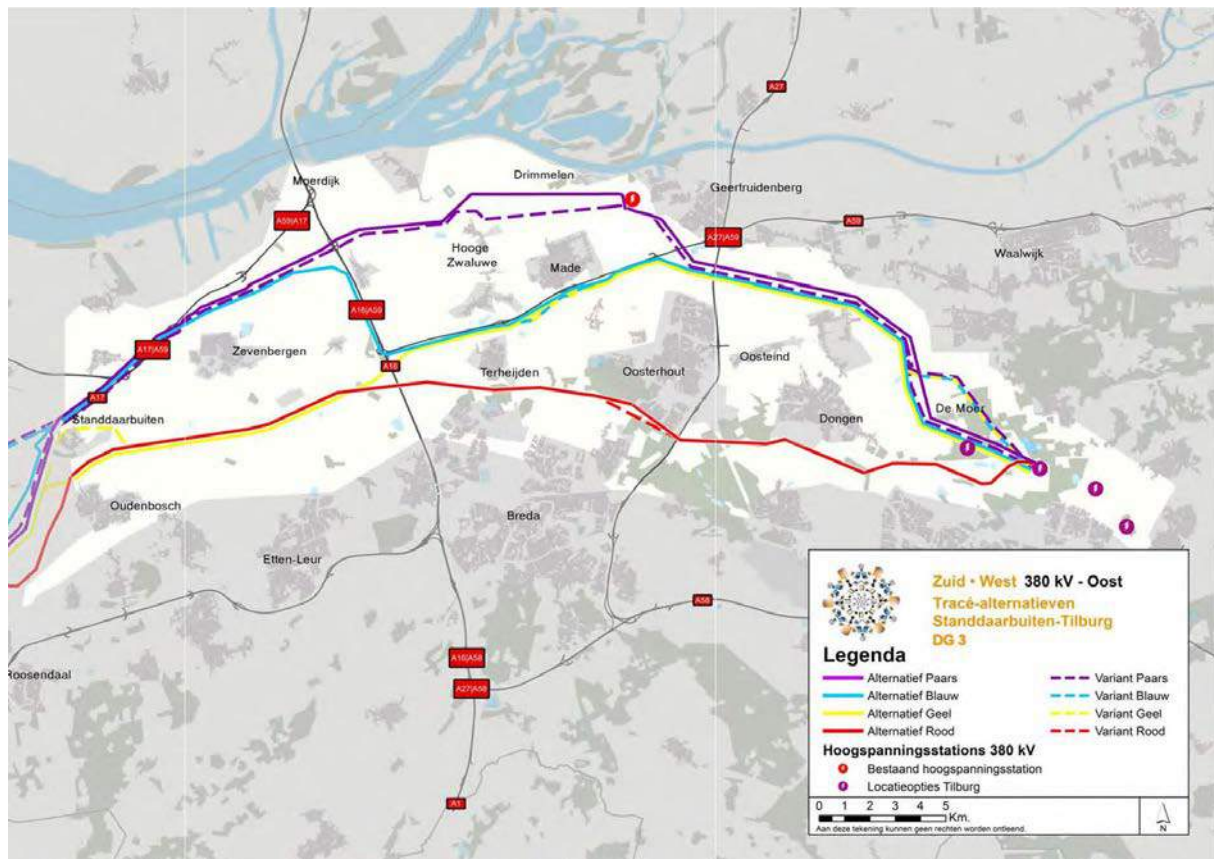 A27
Drimmelen
Moerdijk
Geertruidenberg
A59|A17
A59
A27|A59
Waalwijk
Hooge
Zwaluwe
Made
A16|A59
A17|A59
Zevenbergen
Oosteind
A16
Terheijden
Oosterhout
A17
De Moer
Standdaarbuiten
Dongen
Oudenbosch
Breda
Etten-Leur
A58
A16|A58
Roosendaal
A27|A58
A1
Zuid • West 380 kV - Oost
Tracé-alternatieven
Standdaarbuiten-Tilburg
DG 3
Legenda
Alternatief Paars
Variant Paars
Alternatief Blauw
Variant Blauw
Alternatief Geel
Variant Geel
Alternatief Rood
Variant Rood
Hoogspanningsstations 380 kV
Bestaand hoogspanningsstation
Locatieopties Tilburg
0 1 2 3 4 5
Km.
Aan deze tekening kunnen geen rechten worden ontleend.
N